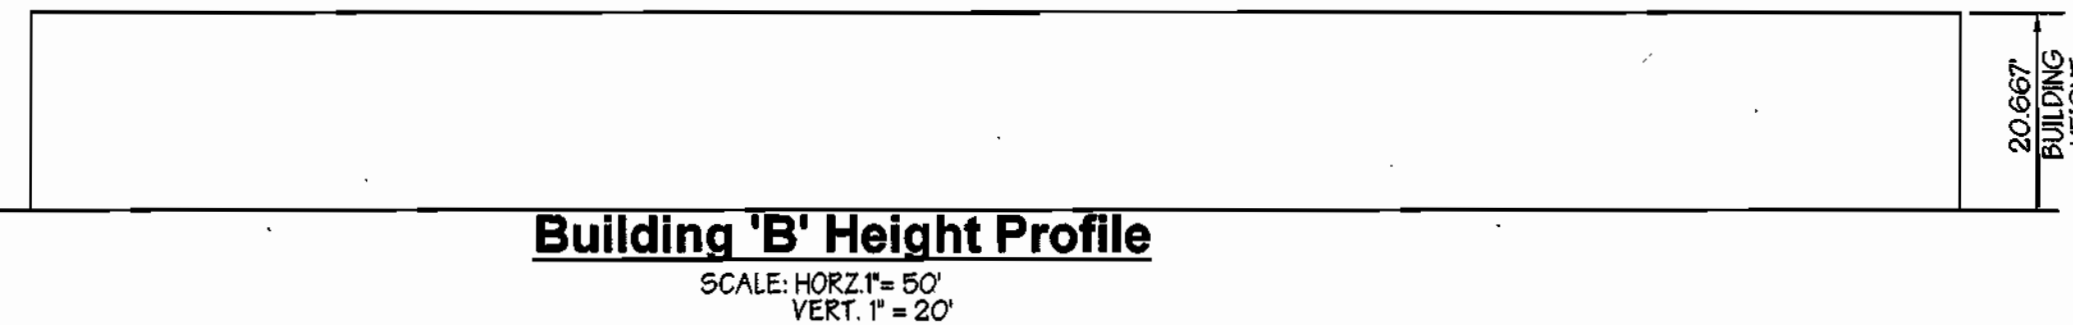 20.667'
BUILDING
Building 'B' Height Profile
SCALE: HORZ.1"= 50'
VERT. 1" = 20'